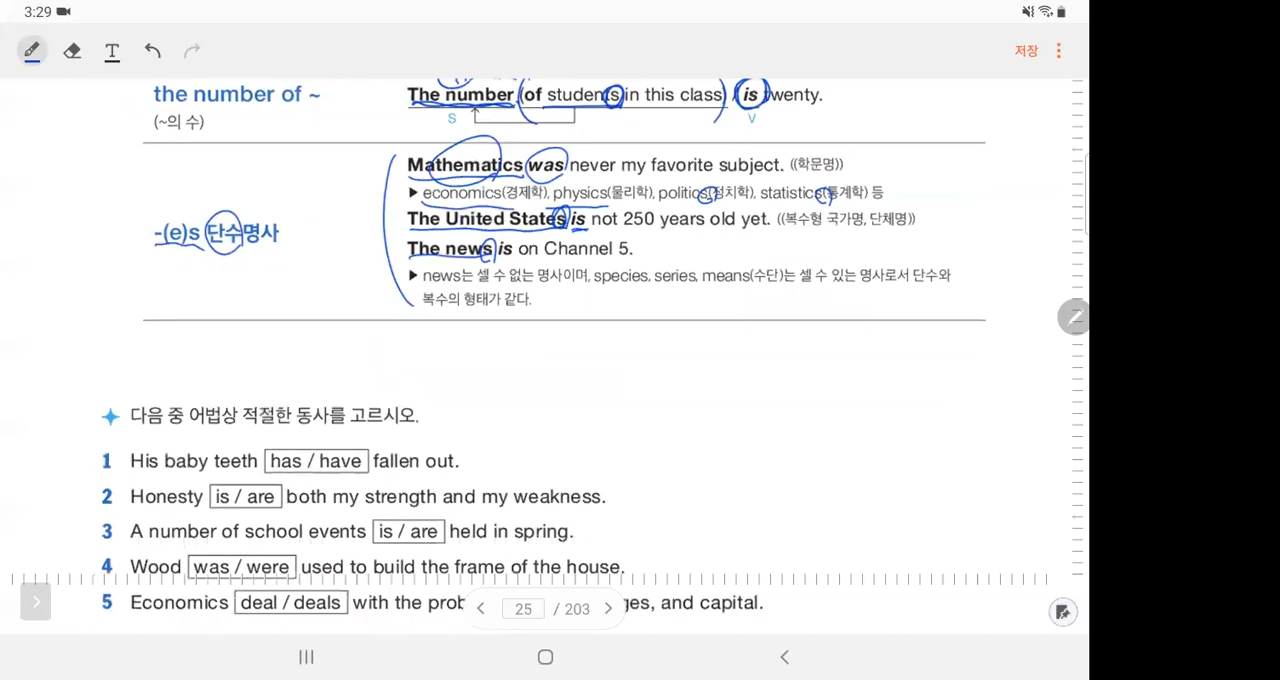 3:29
T
저장
the number of ~
The number (of students in this class) / is twenty.
(~의 수)
S
V
Mathematics was never my favorite subject. ((학문명))
▶ economics(경제학), physics(물리학), politics(정치학), statistics(통계학) 등
The United States is not 250 years old yet. ((복수형 국가명, 단체명))
-(e)s 단수명사
The news is on Channel 5.
▶ news는 셀 수 없는 명사이며, species, series, means(수단)는 셀 수 있는 명사로서 단수와
복수의 형태가 같다.
다음 중 어법상 적절한 동사를 고르시오.
1 His baby teeth has / have fallen out.
2 Honesty is / are both my strength and my weakness.
3 A number of school events is / are held in spring.
4 Wood was / were used to build the frame of the house.
5 Economics deal / deals with the and capital.
25 / 203